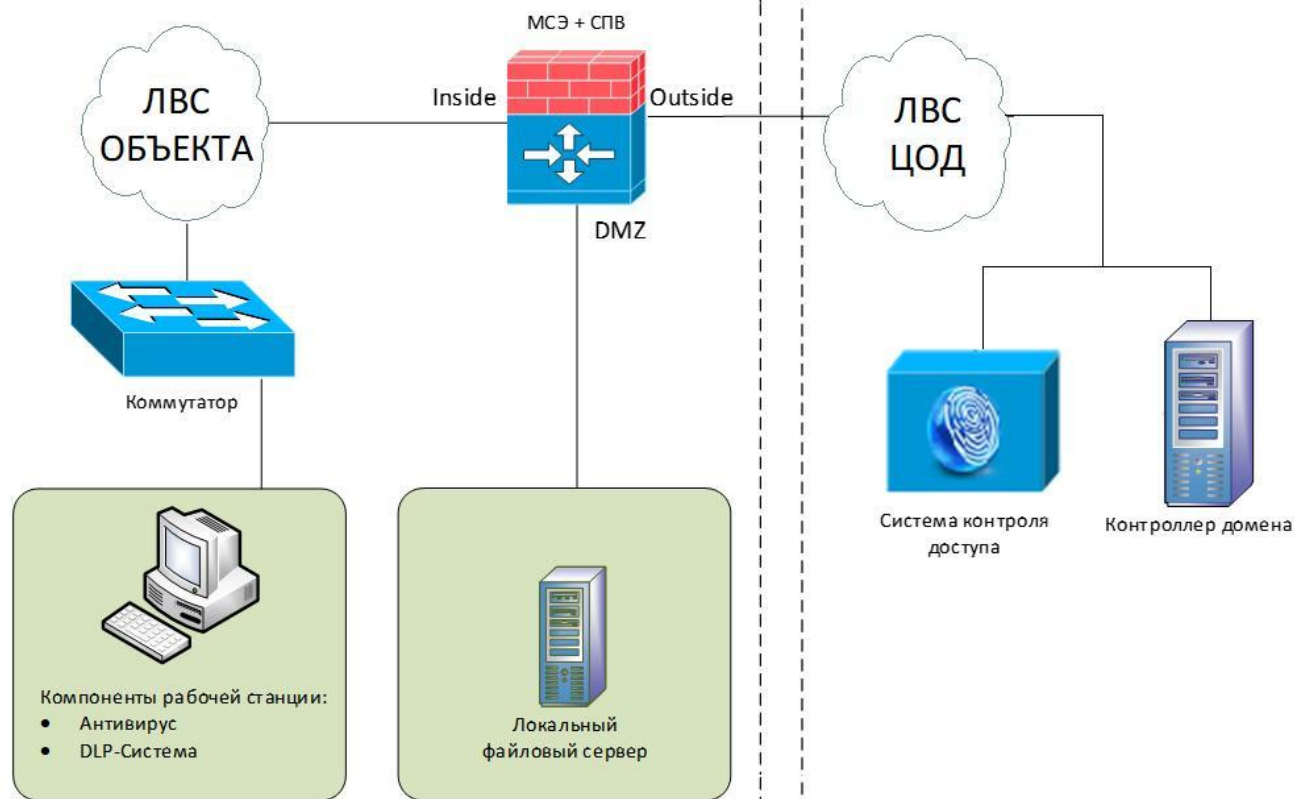 МСЭ + СПВ
ЛВС
ОБЪЕКТА
Inside
Outside
ЛВС
ЦОД
DMZ
Коммутатор
Система контроля
доступа
Контроллер домена
Компоненты рабочей станции:
• Антивирус
• DLP-Система
Локальный
файловый сервер